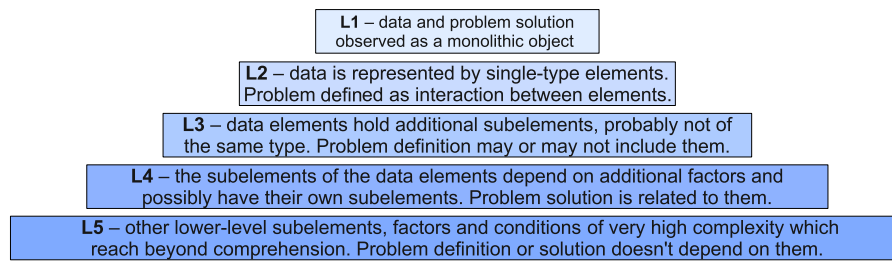 L1 – data and problem solution
observed as a monolithic object
L2 – data is represented by single-type elements.
Problem defined as interaction between elements.
L3 – data elements hold additional subelements, probably not of
the same type. Problem definition may or may not include them.
L4 – the subelements of the data elements depend on additional factors and
possibly have their own subelements. Problem solution is related to them.
L5 – other lower-level subelements, factors and conditions of very high complexity which
reach beyond comprehension. Problem definition or solution doesn't depend on them.